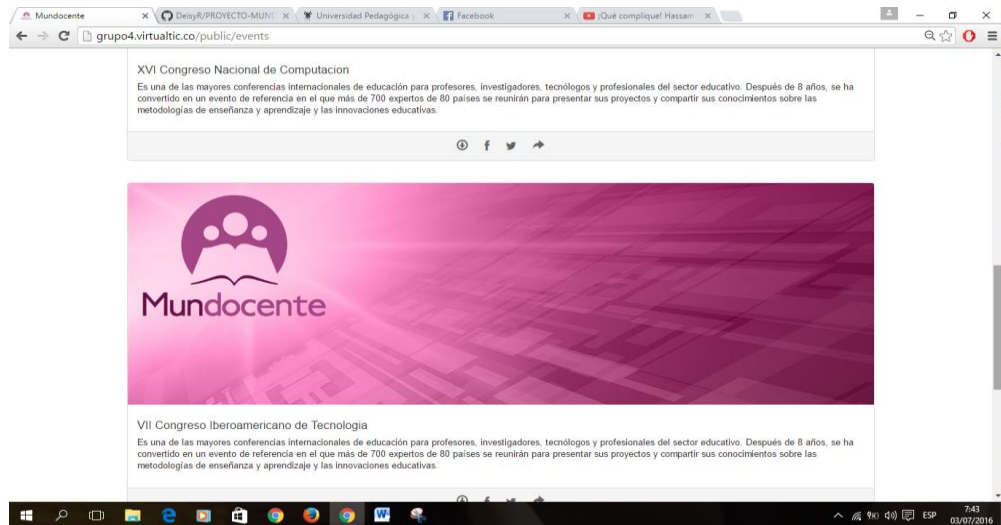 Mundocente
DeisyR/PROYECTO-MUND
Universidad Pedagógica y
Facebook
¡Qué complique! Hassam
grupo4.virtualtic.co/public/events
XVI Congreso Nacional de Computacion
Es una de las mayores conferencias internacionales de educación para profesores, investigadores, tecnólogos y profesionales del sector educativo. Después de 8 años, se ha
convertido en un evento de referencia en el que más de 700 expertos de 80 países se reunirán para presentar sus proyectos y compartir sus conocimientos sobre las
metodologías de enseñanza y aprendizaje y las innovaciones educativas.
Mundocente
VII Congreso Iberoamericano de Tecnologia
Es una de las mayores conferencias internacionales de educación para profesores, investigadores, tecnólogos y profesionales del sector educativo. Después de 8 años, se ha
convertido en un evento de referencia en el que más de 700 expertos de 80 países se reunirán para presentar sus proyectos y compartir sus conocimientos sobre las
metodologías de enseñanza y aprendizaje y las innovaciones educativas.
ESP
7:43
03/07/2016